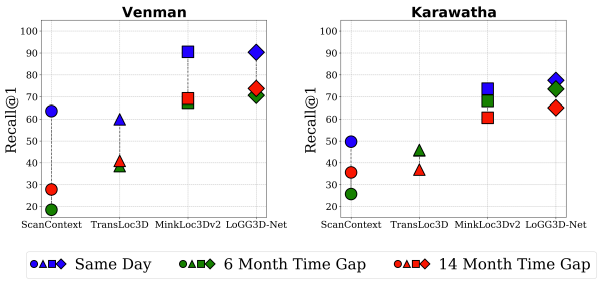 Venman
Karawatha
Recall@1
100
90
80
70
60
50
40
30
20
ScanContext
TransLoc3D
MinkLoc3Dv2
LoGG3D-Net
Recall@1
100
90
80
70
60
50
40
30
20
ScanContext
TransLoc3D
MinkLoc3Dv2
LoGG3D-Net
Same Day
6 Month Time Gap
14 Month Time Gap